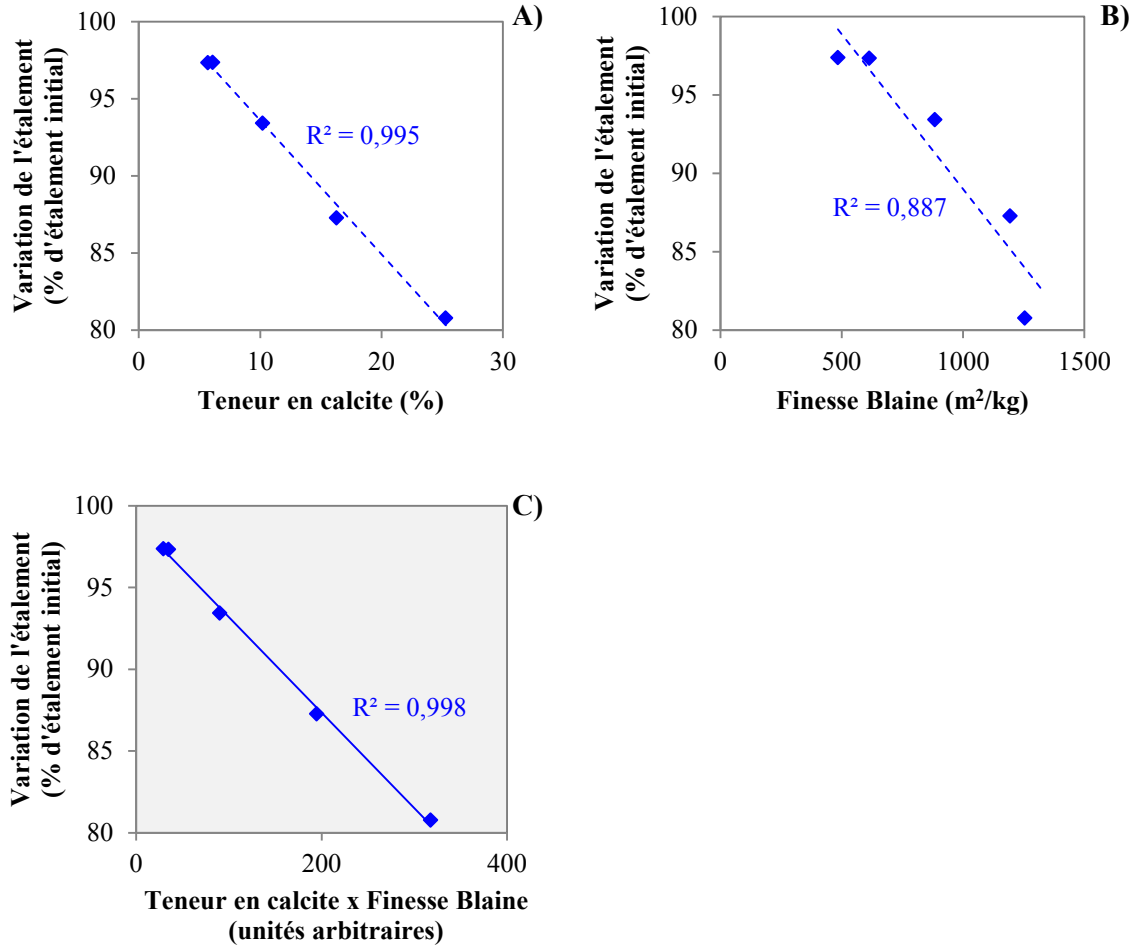 A)
Variation de l'étalement
(% d'étalement initial)
100
95
90
85
80
R² = 0,995
0
10
20
30
Teneur en calcite (%)
B)
Variation de l'étalement
(% d'étalement initial)
100
95
90
85
80
R² = 0,887
0
500
1000
1500
Finesse Blaine (m²/kg)
C)
Variation de l'étalement
(% d'étalement initial)
100
95
90
85
80
R² = 0,998
0
200
400
Teneur en calcite x Finesse Blaine
(unités arbitraires)